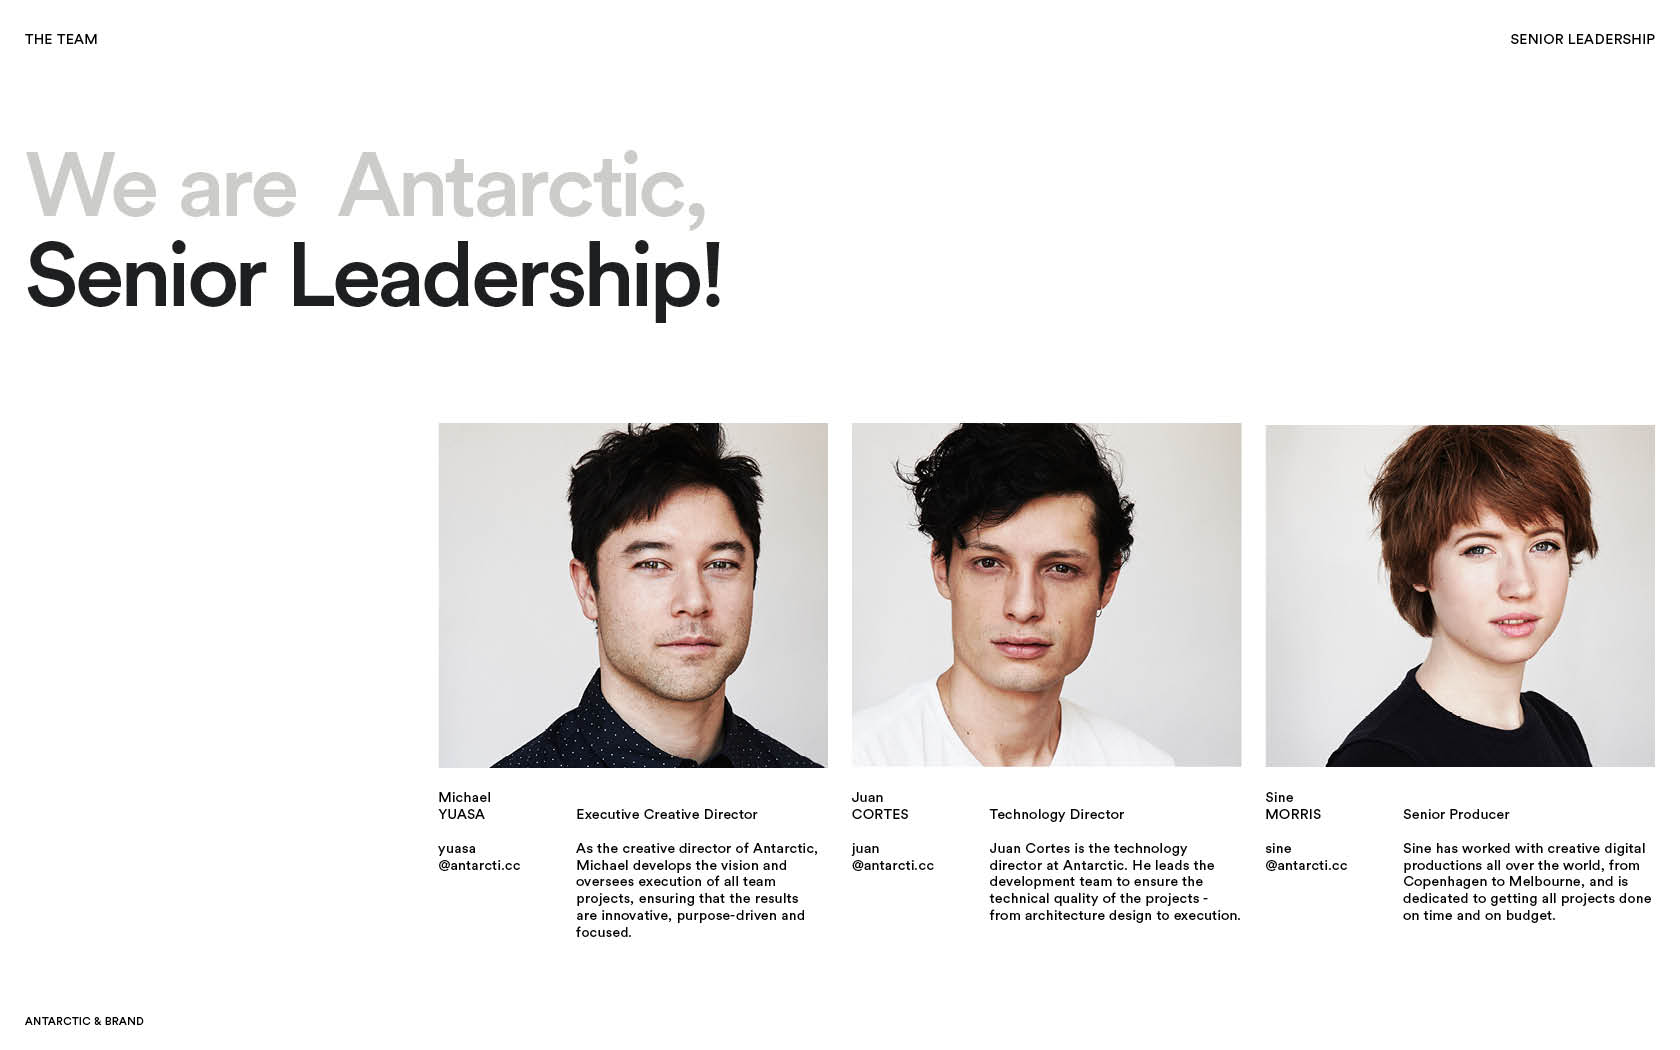 THE TEAM
SENIOR LEADERSHIP
We are Antarctic,
Senior Leadership!
Michael
YUASA
Executive Creative Director
yuasa
@antarcti.cc
As the creative director of Antarctic,
Michael develops the vision and
oversees execution of all team
projects, ensuring that the results
are innovative, purpose-driven and
focused.
Juan
CORTES
Technology Director
juan
@antarcti.cc
Juan Cortes is the technology
director at Antarctic. He leads the
development team to ensure the
technical quality of the projects -
from architecture design to execution.
Sine
MORRIS
Senior Producer
sine
@antarcti.cc
Sine has worked with creative digital
productions all over the world, from
Copenhagen to Melbourne, and is
dedicated to getting all projects done
on time and on budget.
ANTARCTIC & BRAND